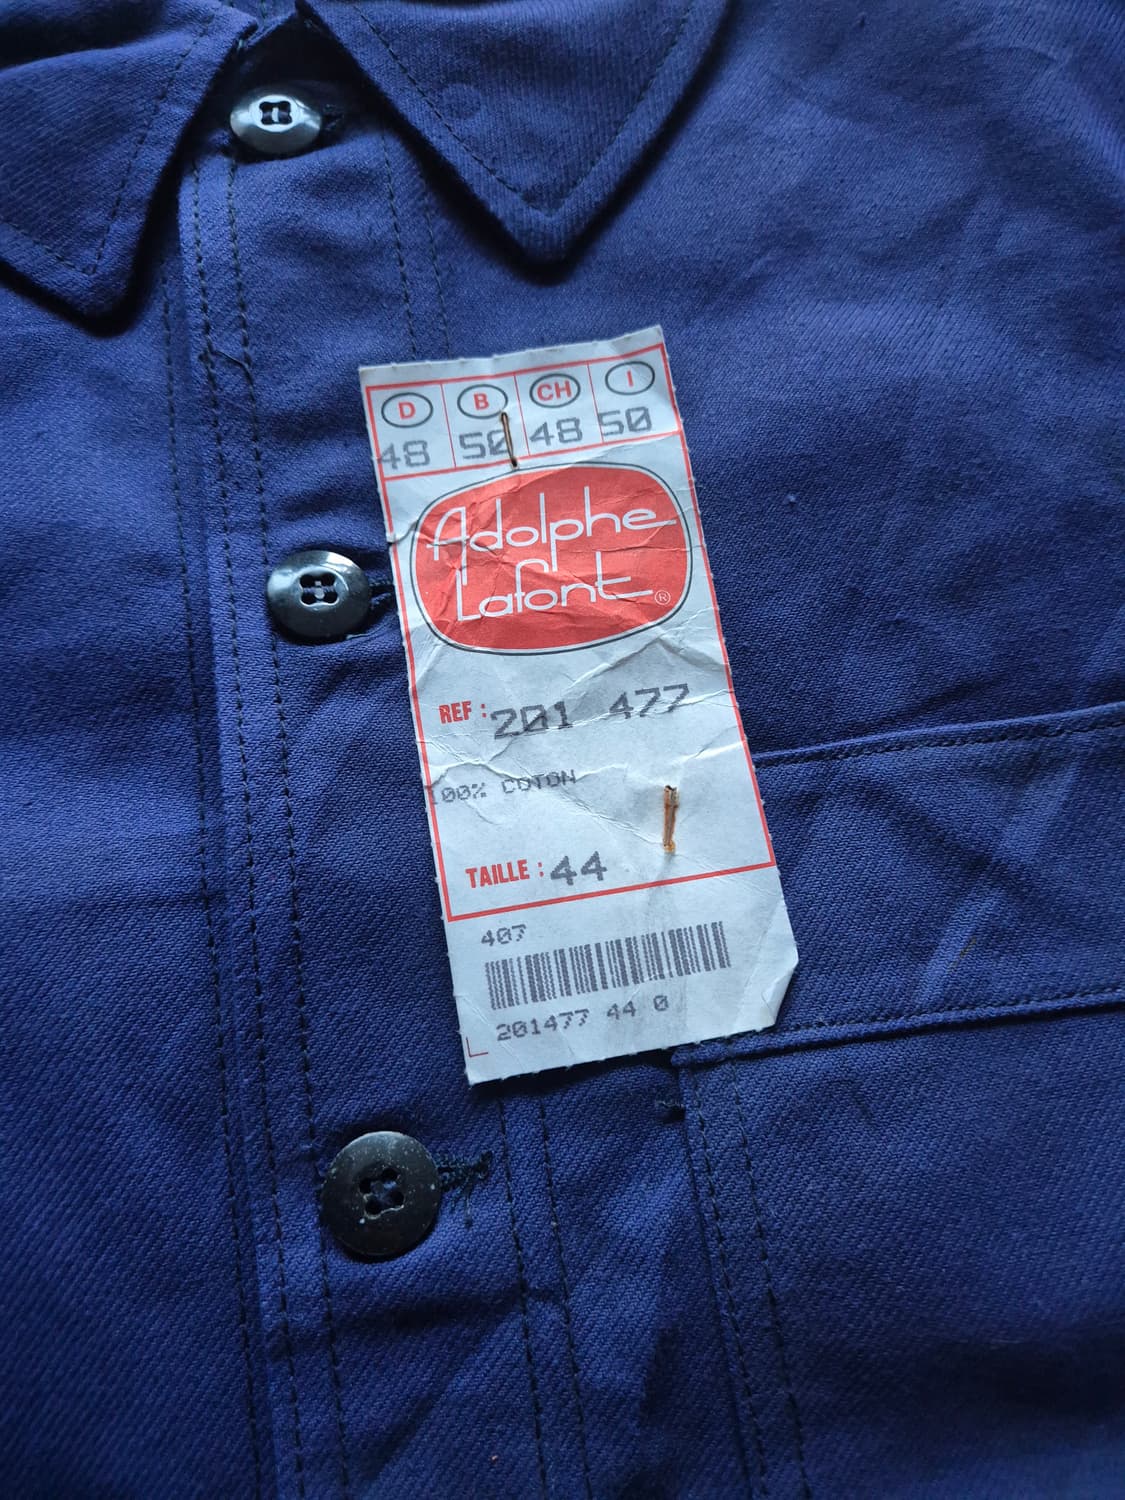 D B CH I
48 50 48 50
Adolphe
Lafont ®
REF : 201 477
100% COTON
TAILLE : 44
407
201477 44 0